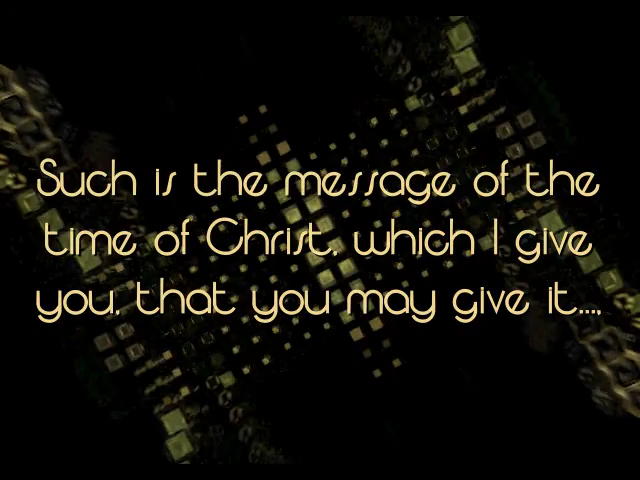 Such is the message of the
time of Christ, which I give
you, that you may give it....,